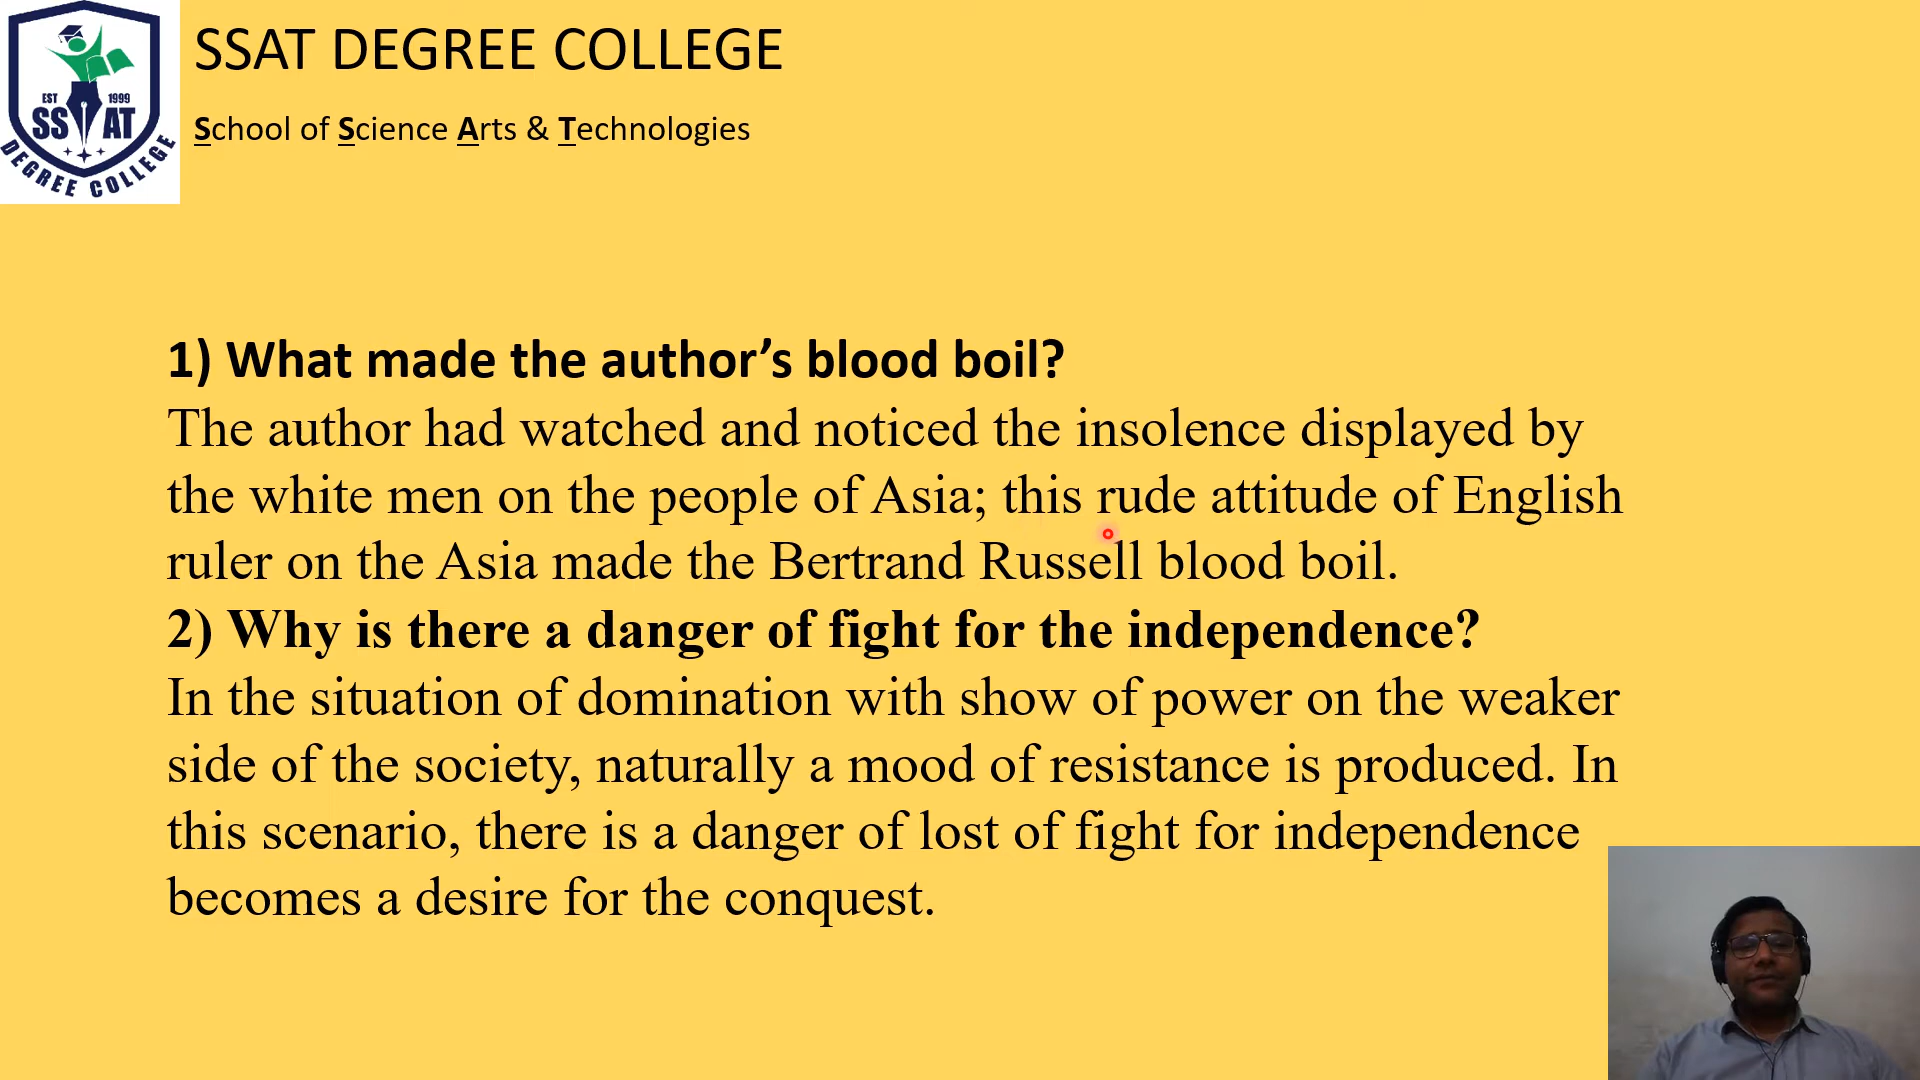 SSAT DEGREE COLLEGE
School of Science Arts & Technologies
EST 1999
SS AT
DEGREE COLLEGE
1) What made the author’s blood boil?
The author had watched and noticed the insolence displayed by
the white men on the people of Asia; this rude attitude of English
ruler on the Asia made the Bertrand Russell blood boil.
2) Why is there a danger of fight for the independence?
In the situation of domination with show of power on the weaker
side of the society, naturally a mood of resistance is produced. In
this scenario, there is a danger of lost of fight for independence
becomes a desire for the conquest.